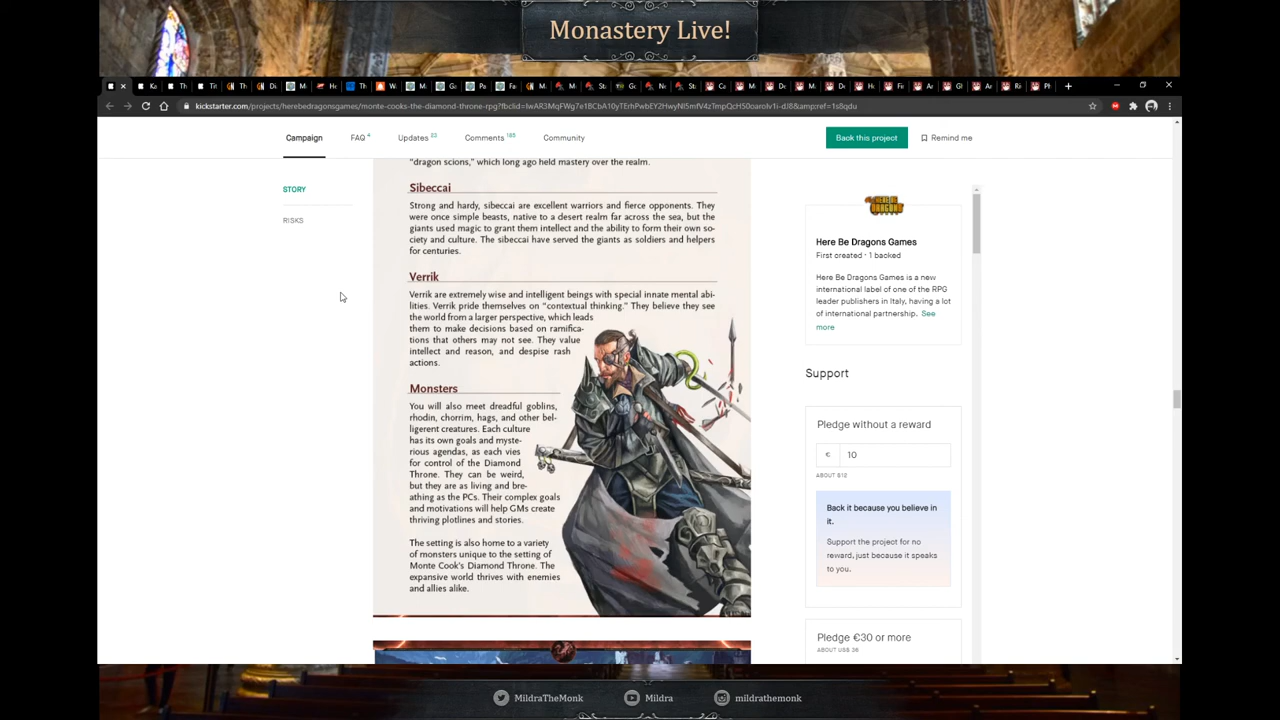 Monastery Live!
kickstarter.com/projects/herebedragonsgames/monte-cooks-the-diamond-throne-rpg?
Campaign
FAQ 4
Updates 23
Comments 185
Community
Back this project
Remind me
STORY
RISKS
"dragon scions," which long ago held mastery over the realm.
Sibeccai
Strong and hardy, sibeccai are excellent warriors and fierce opponents. They
were once simple beasts, native to a desert realm far across the sea, but the
giants used magic to grant them intellect and the ability to form their own so-
ciety and culture. The sibeccai have served the giants as soldiers and helpers
for centuries.
Verrik
Verrik are extremely wise and intelligent beings with special innate mental abi-
lities. Verrik pride themselves on "contextual thinking." They believe they see
the world from a larger perspective, which leads
them to make decisions based on ramifica-
tions that others may not see. They value
intellect and reason, and despise rash
actions.
Monsters
You will also meet dreadful goblins,
rhodin, chorrim, hags, and other bel-
ligerent creatures. Each culture
has its own goals and myste-
rious agendas, as each vies
for control of the Diamond
Throne. They can be weird,
but they are as living and bre-
athing as the PCs. Their complex goals
and motivations will help GMs create
thriving plotlines and stories.
The setting is also home to a variety
of monsters unique to the setting of
Monte Cook's Diamond Throne. The
expansive world thrives with enemies
and allies alike.
HERE BE
DRAGONS
Here Be Dragons Games
First created · 1 backed
Here Be Dragons Games is a new
international label of one of the RPG
leader publishers in Italy, having a lot
of international partnership. See
more
Support
Pledge without a reward
€ 10
ABOUT $12
Back it because you believe in
it.
Support the project for no
reward, just because it speaks
to you.
Pledge €30 or more
ABOUT US$ 36
MildraTheMonk
Mildra
mildrathemonk